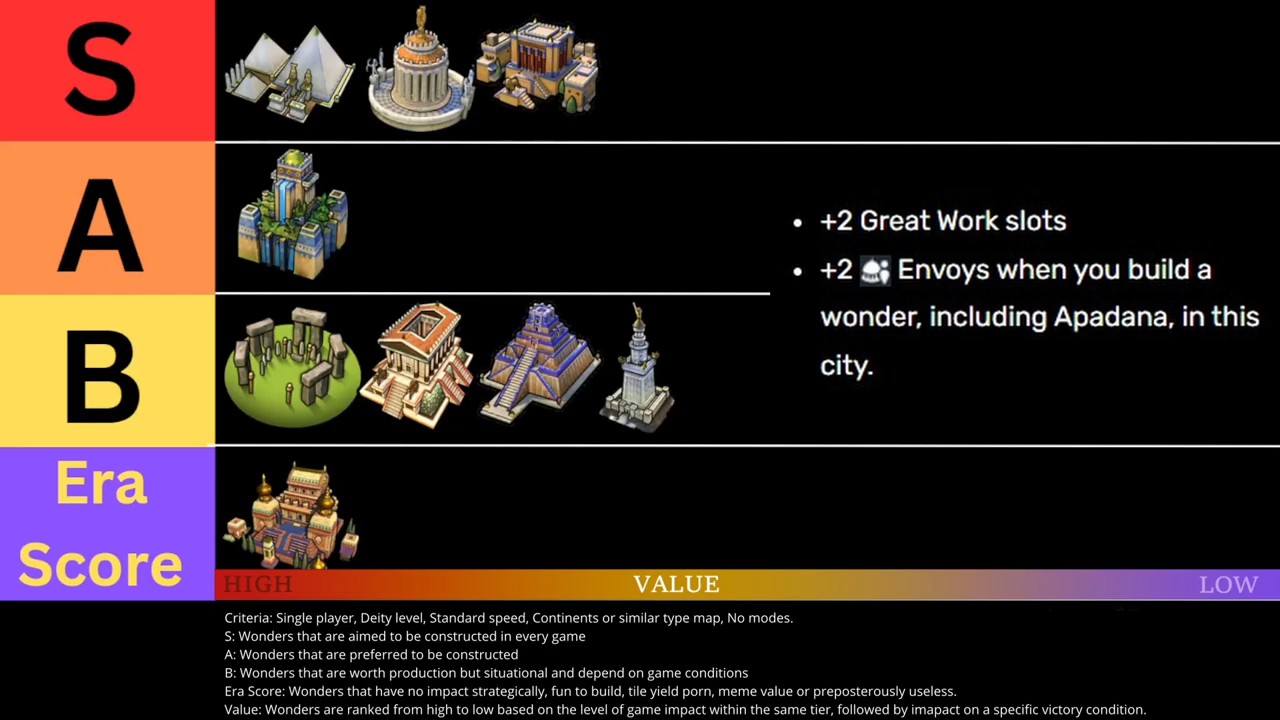 S
A
• +2 Great Work slots
• +2 Envoys when you build a
wonder, including Apadana, in this
city.
B
Era
Score
HIGH VALUE LOW
Criteria: Single player, Deity level, Standard speed, Continents or similar type map, No modes.
S: Wonders that are aimed to be constructed in every game
A: Wonders that are preferred to be constructed
B: Wonders that are worth production but situational and depend on game conditions
Era Score: Wonders that have no impact strategically, fun to build, tile yield porn, meme value or preposterously useless.
Value: Wonders are ranked from high to low based on the level of game impact within the same tier, followed by imapact on a specific victory condition.